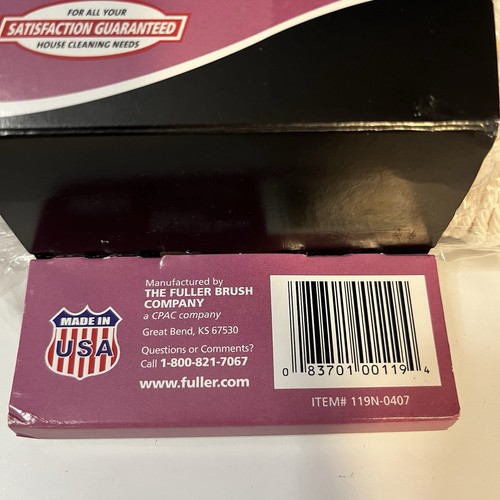 FOR ALL YOUR
SATISFACTION GUARANTEED
HOUSE CLEANING NEEDS
Manufactured by
THE FULLER BRUSH
COMPANY
a CPAC company
Great Bend, KS 67530
Questions or Comments?
Call 1-800-821-7067
www.fuller.com
MADE IN
USA
0 83701 00119 4
ITEM# 119N-0407